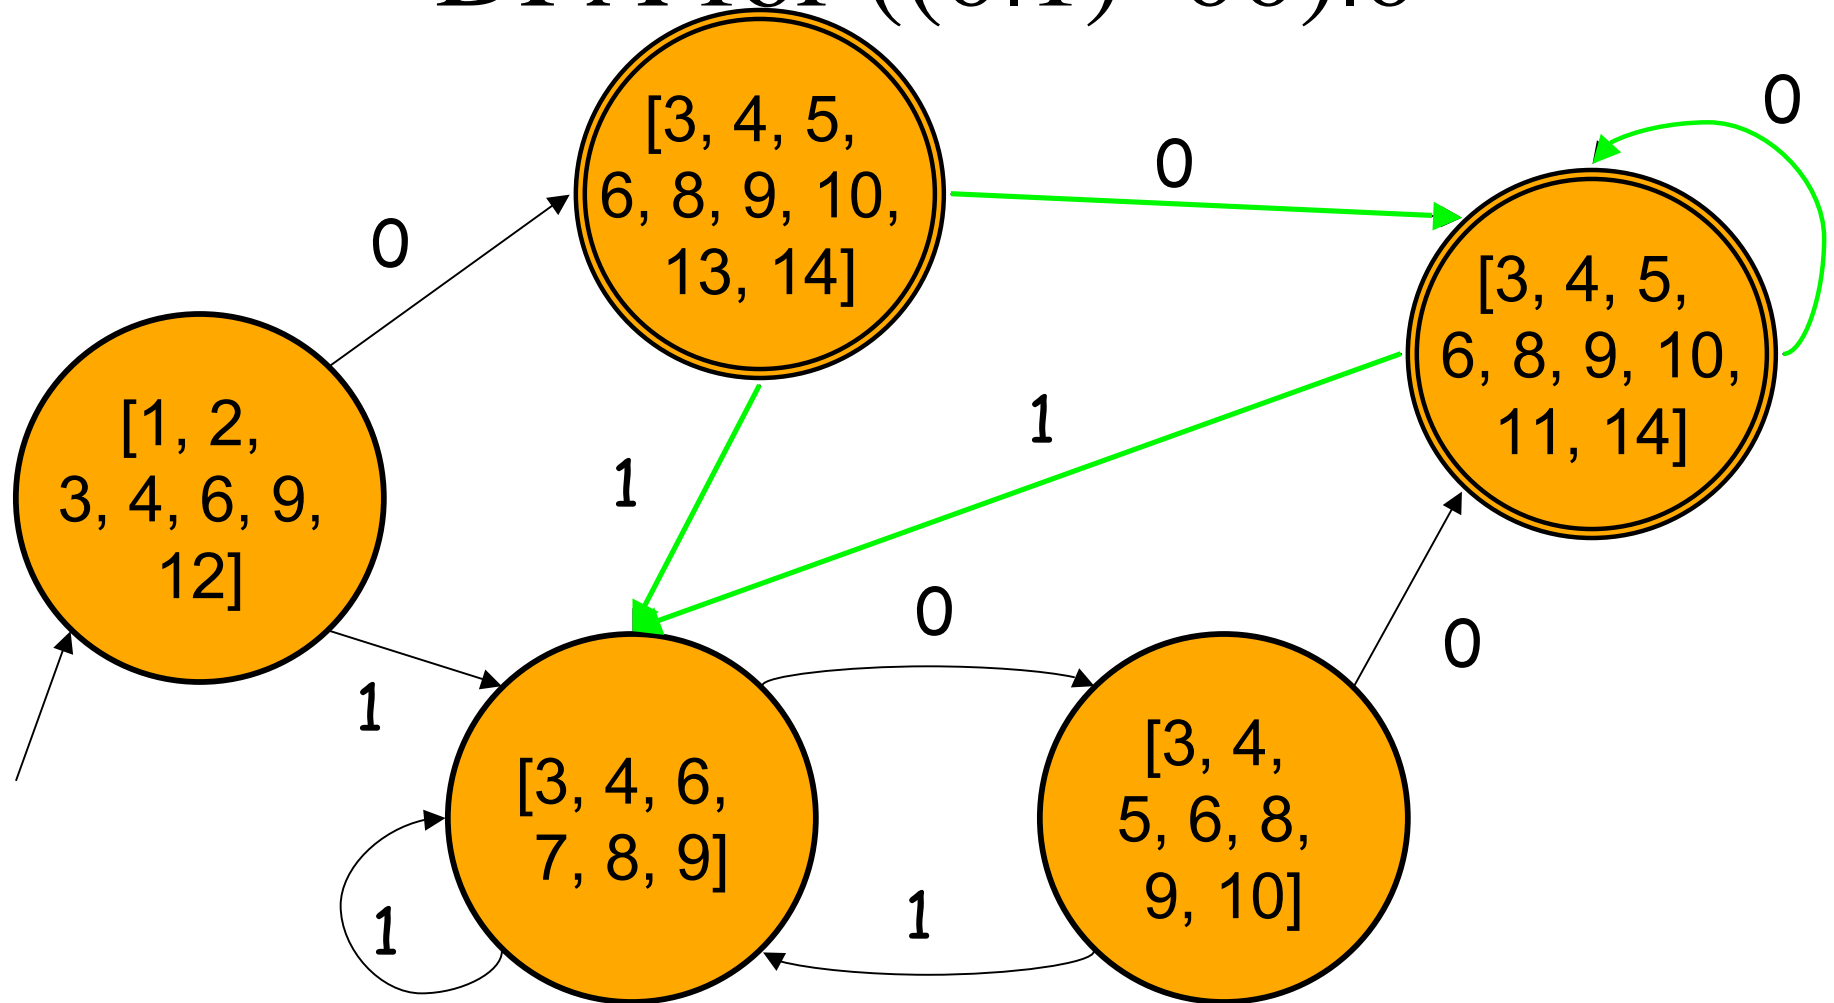 0
[3, 4, 5,
6, 8, 9, 10,
13, 14]
0
0
[3, 4, 5,
6, 8, 9, 10,
11, 14]
[1, 2,
3, 4, 6, 9,
12]
1
1
0
0
1
[3, 4,
5, 6, 8,
9, 10]
[3, 4, 6,
7, 8, 9]
1
1